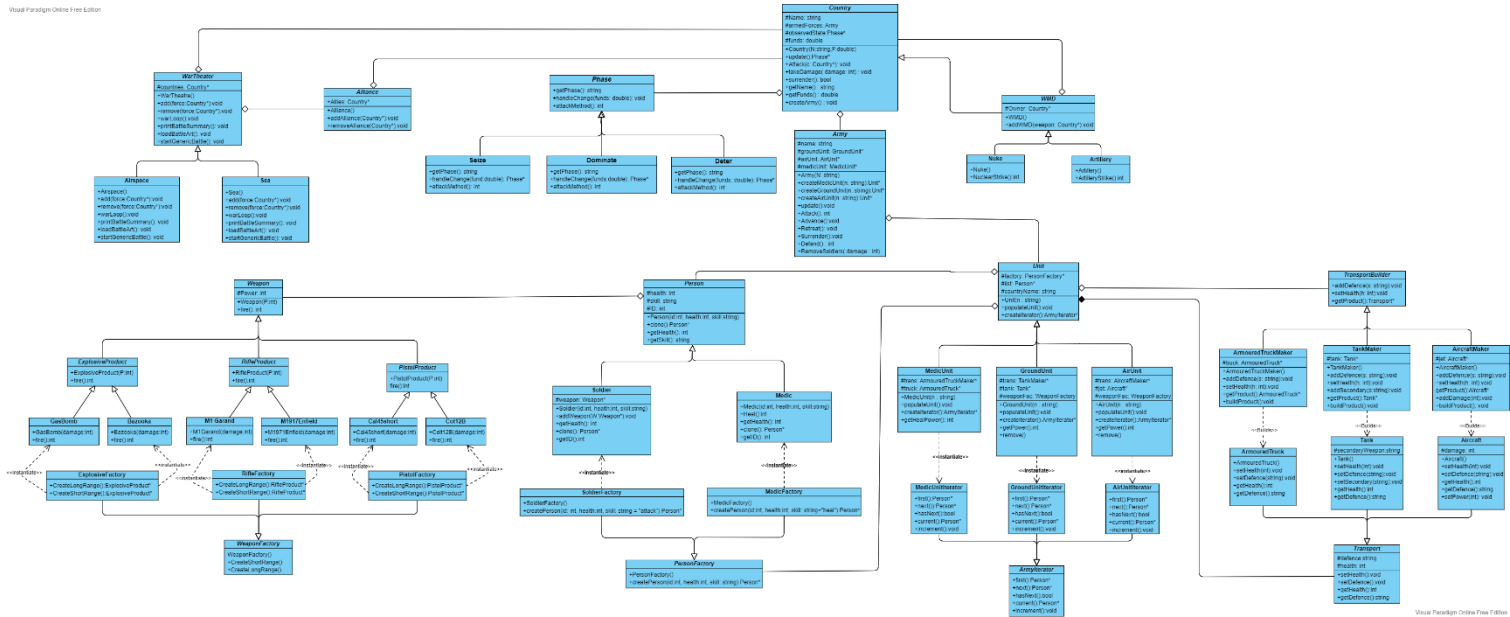 Visual Paradigm Online Free Edition
Country
#Name: string
#armedForces: Army
#observedState:Phase*
#funds: double
+Country(N:string,F:double)
+update():Phase*
+Attack(c: Country*): void
+takeDamage( damage: int) : void
+surrender(): bool
+getName() : string
+getFunds() : double
+createArmy() : void
WarTheator
#countries: Country*
+WarTheatre()
+add(force:Country*):void
+remove(force:Country*):void
+warLoop():void
+printBattleSummary(): void
+loadBattleArt(): void
+startGenericBattle(): void
Alliance
+Allies: Country*
+Alliance()
+addAlliance(Country*):void
+removeAlliance(Country*):void
Phase
+getPhase(): string
+handleChange(funds: double): void
+attackMethod(): int
WMD
#Owner: Country*
+WMD()
+addWMD(weapon: Country*):void
Army
#name: string
#groundUnit: GroundUnit*
#airUnit: AirUnit*
#medicUnit: MedicUnit*
+Army(N: string)
+createMedicUnit(n: string):Unit*
+createGroundUnit(n: string):Unit*
+createAirUnit(n: string):Unit*
+update():void
+Attack(): int
+Advance():void
+Retreat(): void
+Surrender():void
+Defend() : int
+RemoveSoldiers( damage : int)
Seize
+getPhase(): string
+handleChange(fund:double): Phase*
+attackMethod(): int
Dominate
+getPhase(): string
+handleChange(funds:double): Phase*
+attackMethod(): int
Deter
+getPhase(): string
+handleChange(funds: double): Phase*
+attackMethod(): int
Nuke
+Nuke()
+NuclearStrike():int
Artillery
+Artillery()
+ArtilleryStrike():int
Airspace
+Airspace()
+add(force:Country*):void
+remove(force:Country*):void
+warLoop():void
+printBattleSummary(): void
+loadBattleArt(): void
+startGenericBattle(): void
Sea
+Sea()
+add(force:Country*):void
+remove(force:Country*):void
+warLoop():void
+printBattleSummary(): void
+loadBattleArt(): void
+startGenericBattle(): void
Weapon
#Power: int
+Weapon(P:int)
+fire(): int
Person
#health: int
#skill: string
#ID: int
+Person(id:int, health:int, skill:string)
+clone():Person*
+getHealth(): int
+getSkill(): string
Unit
#factory: PersonFactory*
#list: Person*
#countryName: string
+Unit(n : string)
+populateUnit():void
+createIterator():ArmyIterator*
TransportBuilder
+addDefence(s: string):void
+setHealth(h: int):void
+getProduct():Transport*
ExplosiveProduct
+ExplosiveProduct(P:int)
+fire():int
RifleProduct
+RifleProduct(P:int)
+fire():int
PistolProduct
+PistolProduct(P:int)
fire():int
GasBomb
+GasBomb(damage:int)
+fire():int
Bazooka
+Bazooka(damage:int)
+fire():int
M1 Garand
+M1Garand(damage:int)
+fire():int
M1917Enfield
+M1971Enfield(damage:int)
+fire():int
Cal45short
+Cal45short(damage:int)
+fire():int
Colt12B
+Colt12B(damage:int)
+fire():int
<<Instantiate>>
ExplosiveFactory
+CreateLongRange():ExplosiveProduct*
+CreateShortRange():ExplosiveProduct*
RifleFactory
+CreateLongRange():RifleProduct*
+CreateShortRange():RifleProduct*
PistolFactory
+CreateLongRange():PistolProduct*
+CreateShortRange():PistolProduct*
WeaponFactory
WeaponFactory()
+CreateShortRange()
+CreateLongRange()
Soldier
#weapon: Weapon*
+Soldier(id:int, health:int, skill:string)
+addWeapon(W:Weapon*):void
+getHealth(): int
+clone(): Person*
+getID():int
Medic
+Medic(id:int, health:int, skill:string)
+Heal():int
+getHealth(): int
+clone(): Person*
+getID():int
<<Instantiate>>
SoldierFactory
+SoldierFactory()
+createPerson(id: int, health:int, skill: string = "attack"):Person*
MedicFactory
+MedicFactory()
+createPerson(id:int, health:int, skill: string="heal"):Person*
PersonFactory
+PersonFactory()
+createPerson(id:int, health:int, skill: string):Person*
MedicUnit
#trans: ArmouredTruckMaker*
#truck: ArmouredTruck*
+MedicUnit(n: string)
+populateUnit():void
+createIterator():ArmyIterator*
+getHealPower(): int
GroundUnit
#trans: TankMaker*
#tank: Tank*
#weaponFac: *WeaponFactory
+GroundUnit(n: string)
+populateUnit():void
+createIterator():ArmyIterator*
+getPower():int
+remove()
AirUnit
#trans: AircraftMaker*
#jet: Aircraft*
#weaponFac: *WeaponFactory
+AirUnit(n: string)
+populateUnit():void
+createIterator():ArmyIterator*
+getPower():int
+remove()
<<Instantiate>>
MedicUnitIterator
+first():Person*
+next():Person*
+hasNext():bool
+current():Person*
+increment():void
GroundUnitIterator
+first():Person*
+next():Person*
+hasNext():bool
+current():Person*
+increment():void
AirUnitIterator
+first():Person*
+next():Person*
+hasNext():bool
+current():Person*
+increment():void
ArmyIterator
+first():Person*
+next():Person*
+hasNext():bool
+current():Person*
+increment():void
ArmouredTruckMaker
#truck: ArmouredTruck*
+ArmouredTruckMaker()
+addDefence(s: string):void
+setHealth(h: int):void
+getProduct():ArmouredTruck*
+buildProduct():void
TankMaker
#tank: Tank*
+TankMaker()
+addDefence(s: string):void
+setHealth(h: int):void
+addSecondary(s:string):void
+getProduct():Tank*
+buildProduct():void
AircraftMaker
#jet: Aircraft*
+AircraftMaker()
+addDefence(s: string):void
+setHealth(h: int):void
+getProduct():Aircraft*
+addDamage(int):void
+buildProduct(): void
<<Builds>>
ArmouredTruck
+ArmouredTruck()
+setHealth(int):void
+setDefence(string):void
+getHealth():int
+getDefence():string
Tank
#secondaryWeapon:string
+Tank()
+setHealth(int):void
+setDefence(string):void
+setSecondary(string):void
+getHealth():int
+getDefence():string
Aircraft
#damage: int
+Aircraft()
+setHealth(int):void
+setDefence(string):void
+getHealth():int
+getDefence():string
+setPower(int): void
Transport
#defence:string
#health: int
+setHealth():void
+setDefence():void
+getHealth(): int
+getDefence():string
Visual Paradigm Online Free Edition